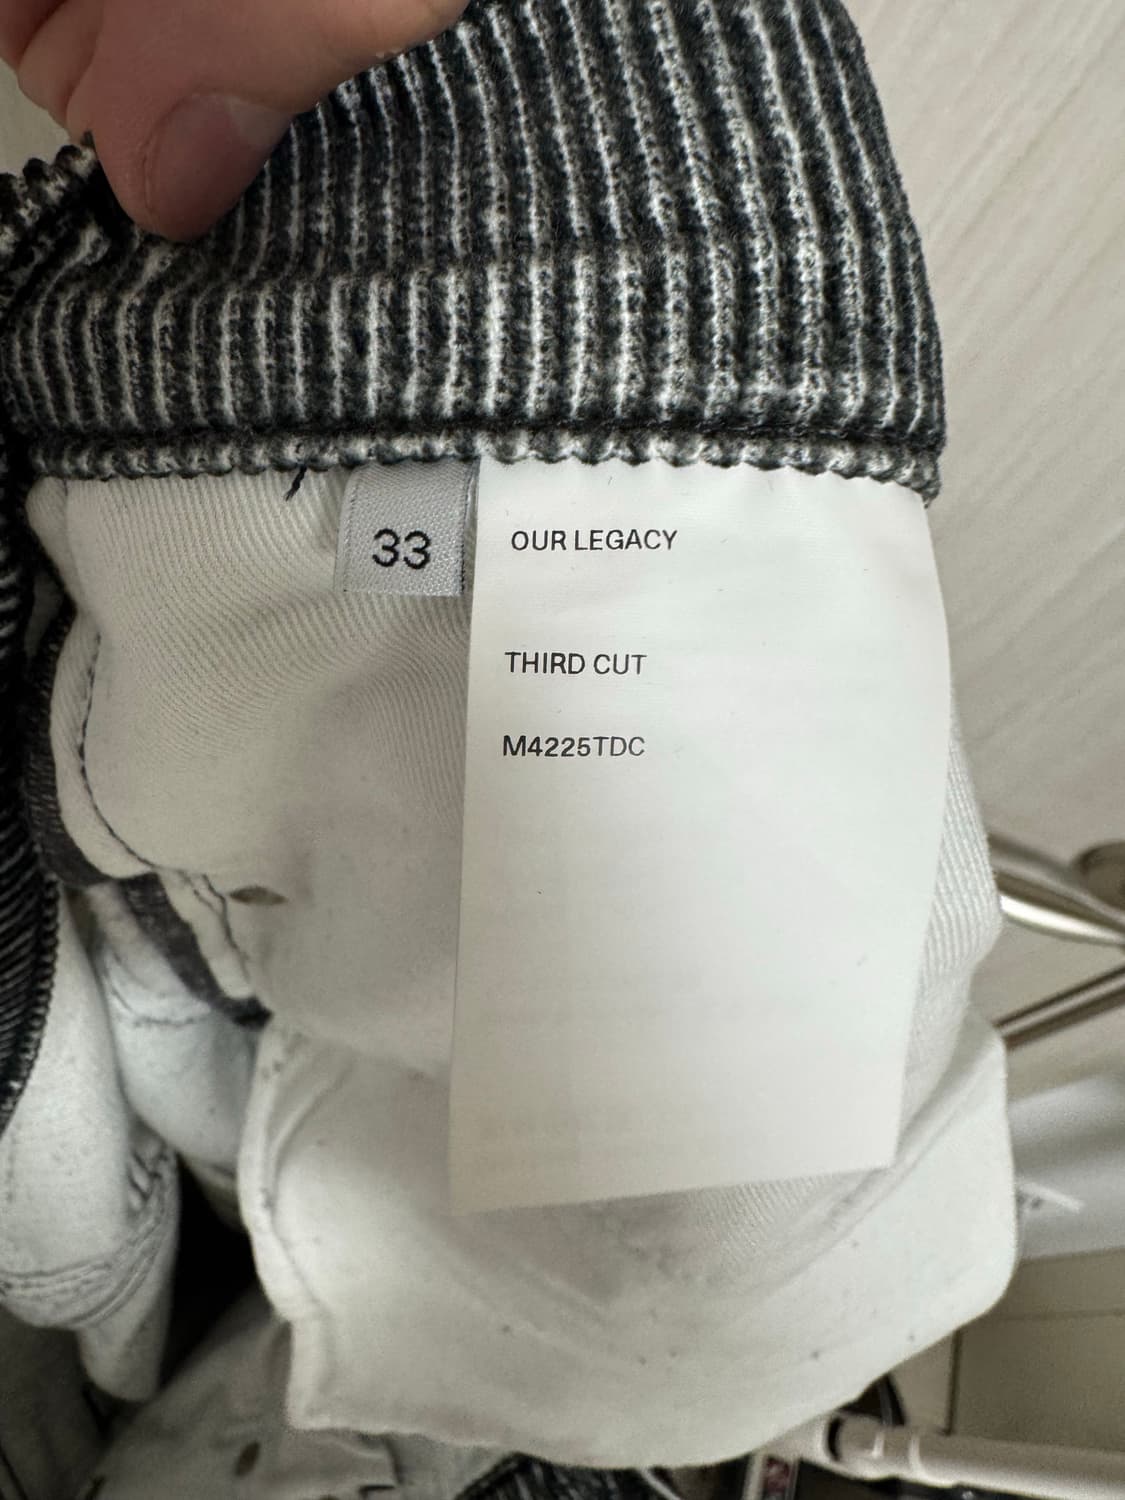 33
OUR LEGACY
THIRD CUT
M4225TDC